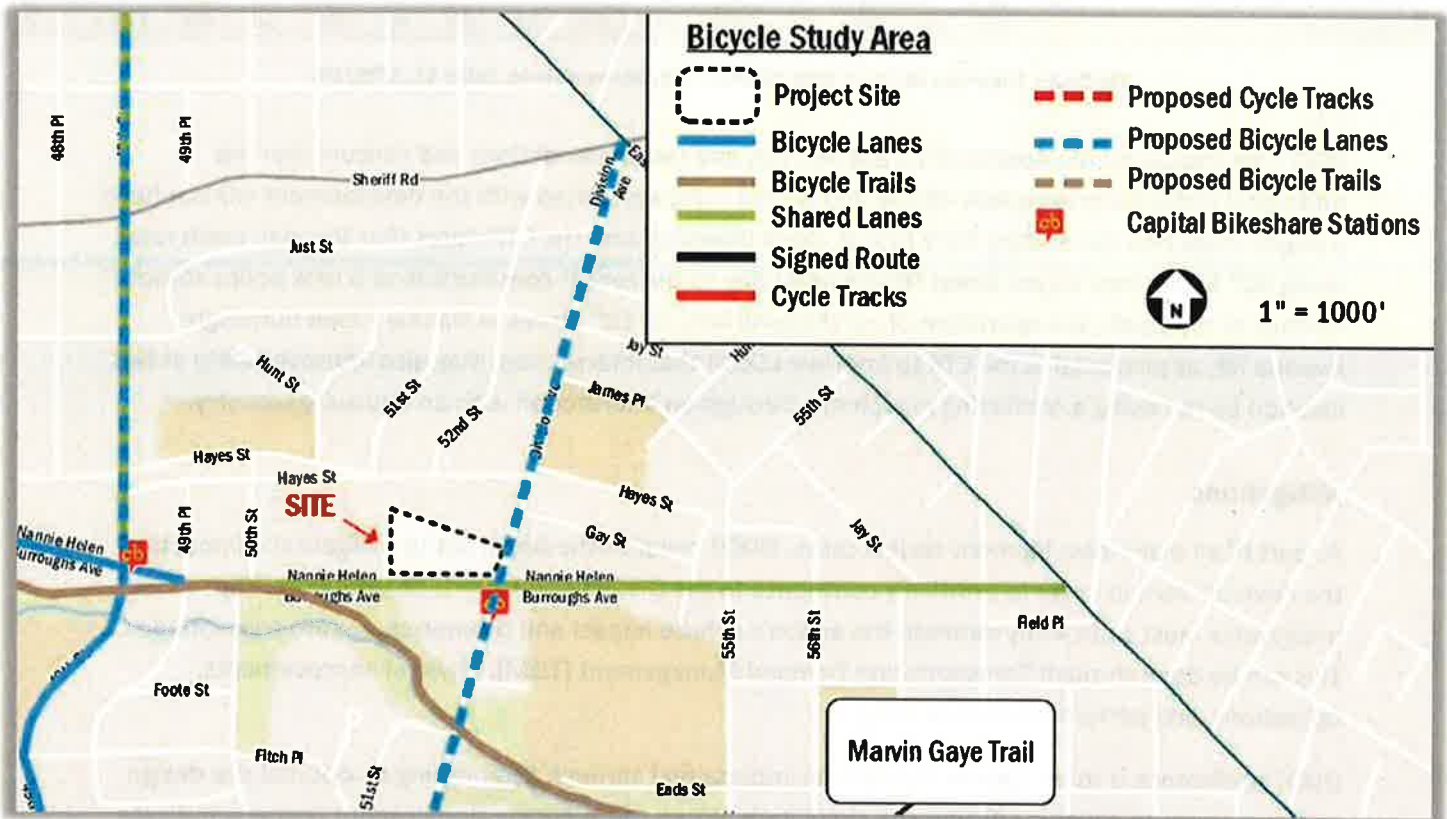 Bicycle Study Area
Project Site
Bicycle Lanes
Bicycle Trails
Shared Lanes
Signed Route
Cycle Tracks
Proposed Cycle Tracks
Proposed Bicycle Lanes
Proposed Bicycle Trails
cb
Capital Bikeshare Stations
N
1" = 1000'
48th Pl
49th Pl
Sheriff Rd
Division
Ave
Just St
Jay St
Hunt St
51st St
52nd St
James Pl
55th St
Hayes St
Hayes St
SITE
Hayes St
Gay St
Jay St
49th Pl
50th St
Nannie Helen
Burroughs Ave
cb
Nannie Helen
Burroughs Ave
Nannie Helen
Burroughs Ave
cb
55th St
56th St
Field Pl
Foote St
Fitch Pl
51st St
Eads St
Marvin Gaye Trail